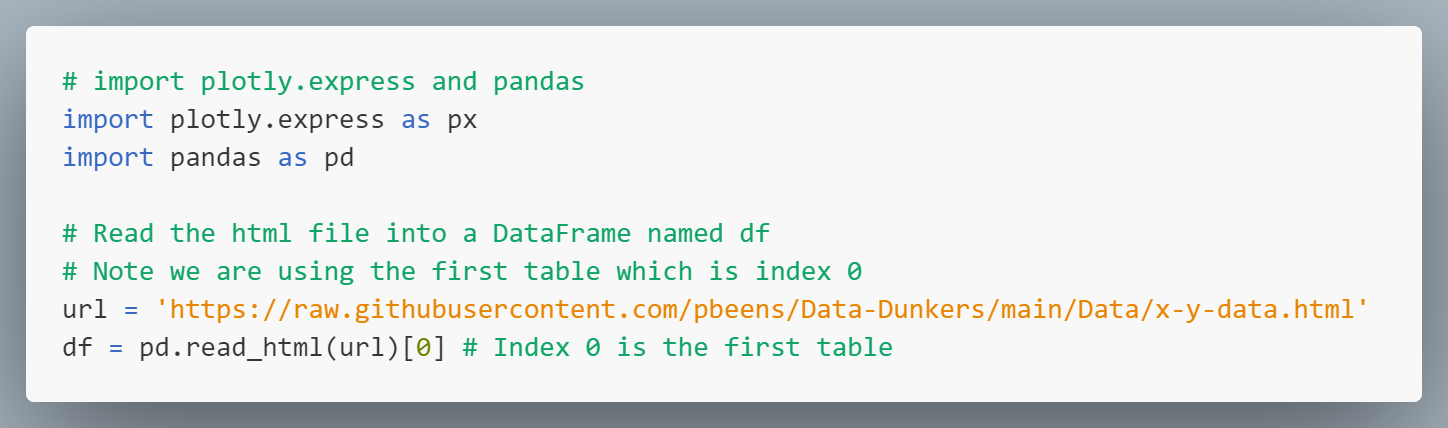 # import plotly.express and pandas
import plotly.express as px
import pandas as pd
# Read the html file into a DataFrame named df
# Note we are using the first table which is index 0
url = 'https://raw.githubusercontent.com/pbeens/Data-Dunkers/main/Data/x-y-data.html'
df = pd.read_html(url)[0] # Index 0 is the first table